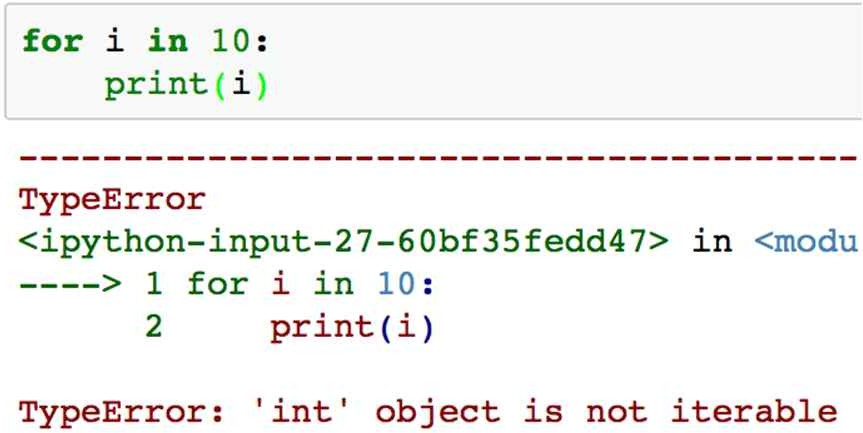 for i in 10:
    print(i)
-----------------------------------------
TypeError
<ipython-input-27-60bf35fedd47> in <modu
----> 1 for i in 10:
      2     print(i)
TypeError: 'int' object is not iterable